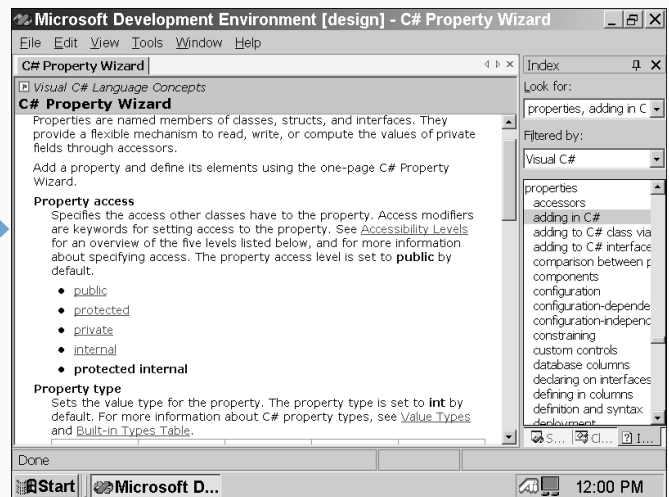 Microsoft Development Environment [design] - C# Property Wizard
File Edit View Tools Window Help
C# Property Wizard
Visual C# Language Concepts
C# Property Wizard
Properties are named members of classes, structs, and interfaces. They
provide a flexible mechanism to read, write, or compute the values of private
fields through accessors.
Add a property and define its elements using the one-page C# Property
Wizard.
Property access
Specifies the access other classes have to the property. Access modifiers
are keywords for setting access to the property. See Accessibility Levels
for an overview of the five levels listed below, and for more information
about specifying access. The property access level is set to public by
default.
• public
• protected
• private
• internal
• protected internal
Property type
Sets the value type for the property. The property type is set to int by
default. For more information about C# property types, see Value Types
and Built-in Types Table.
Index
Look for:
properties, adding in C
Filtered by:
Visual C#
properties
accessors
adding in C#
adding to C# class via
adding to C# interface
comparison between p
components
configuration
configuration-depende
configuration-independ
constraining
custom controls
database columns
declaring on interfaces
defining in columns
definition and syntax
deployment
S... Cl... I...
Done
Start Microsoft D... 12:00 PM